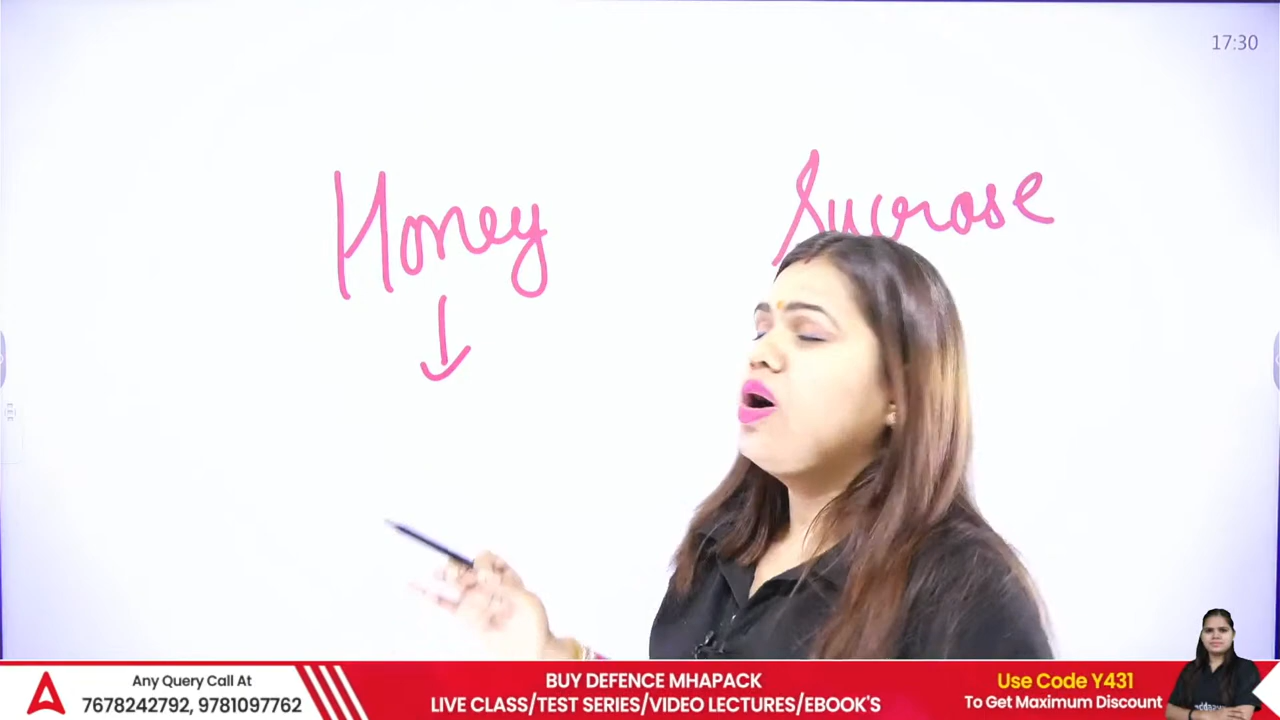 17:30
Honey Sucrose
Any Query Call At
7678242792, 9781097762
BUY DEFENCE MHAPACK
LIVE CLASS/TEST SERIES/VIDEO LECTURES/EBOOK'S
Use Code Y431
To Get Maximum Discount